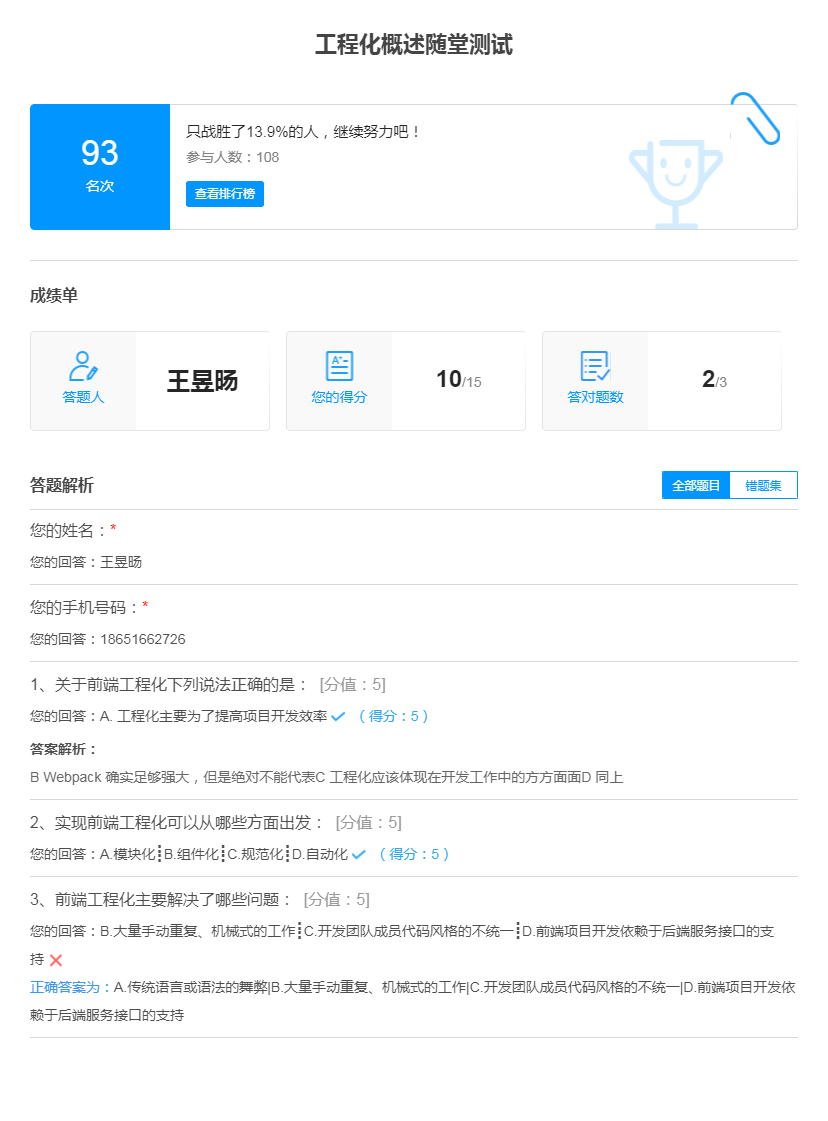 工程化概述随堂测试
93
名次
只战胜了13.9%的人，继续努力吧！
参与人数：108
查看排行榜
成绩单
答题人
王昱旸
A+
您的得分
10/15
答对题数
2/3
答题解析
全部题目
错题集
您的姓名：*
您的回答：王昱旸
您的手机号码：*
您的回答：18651662726
1、关于前端工程化下列说法正确的是： [分值：5]
您的回答：A. 工程化主要为了提高项目开发效率 （得分：5）
答案解析：
B Webpack 确实足够强大，但是绝对不能代表C 工程化应该体现在开发工作中的方方面面D 同上
2、实现前端工程化可以从哪些方面出发： [分值：5]
您的回答：A.模块化┋B.组件化┋C.规范化┋D.自动化 （得分：5）
3、前端工程化主要解决了哪些问题： [分值：5]
您的回答：B.大量手动重复、机械式的工作┋C.开发团队成员代码风格的不统一┋D.前端项目开发依赖于后端服务接口的支
持
正确答案为：A.传统语言或语法的舞弊|B.大量手动重复、机械式的工作|C.开发团队成员代码风格的不统一|D.前端项目开发依
赖于后端服务接口的支持